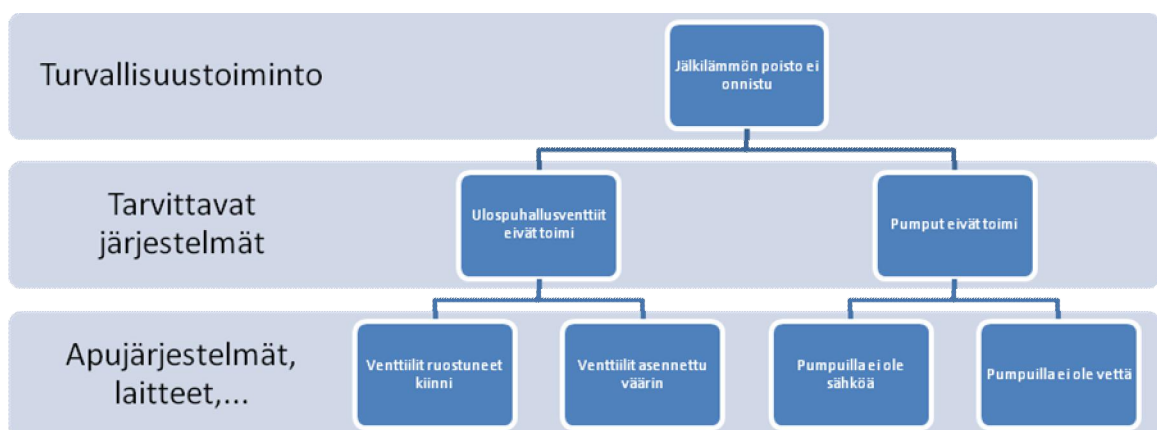 Turvallisuustoiminto
Jälkilämmön poisto ei
onnistu
Tarvittavat
järjestelmät
Ulospuhallusventtiit
eivät toimi
Pumput eivät toimi
Apujärjestelmät,
laitteet,...
Venttiilit ruostuneet
kiinni
Venttiilit asennettu
väärin
Pumpuilla ei ole
sähköä
Pumpuilla ei ole vettä